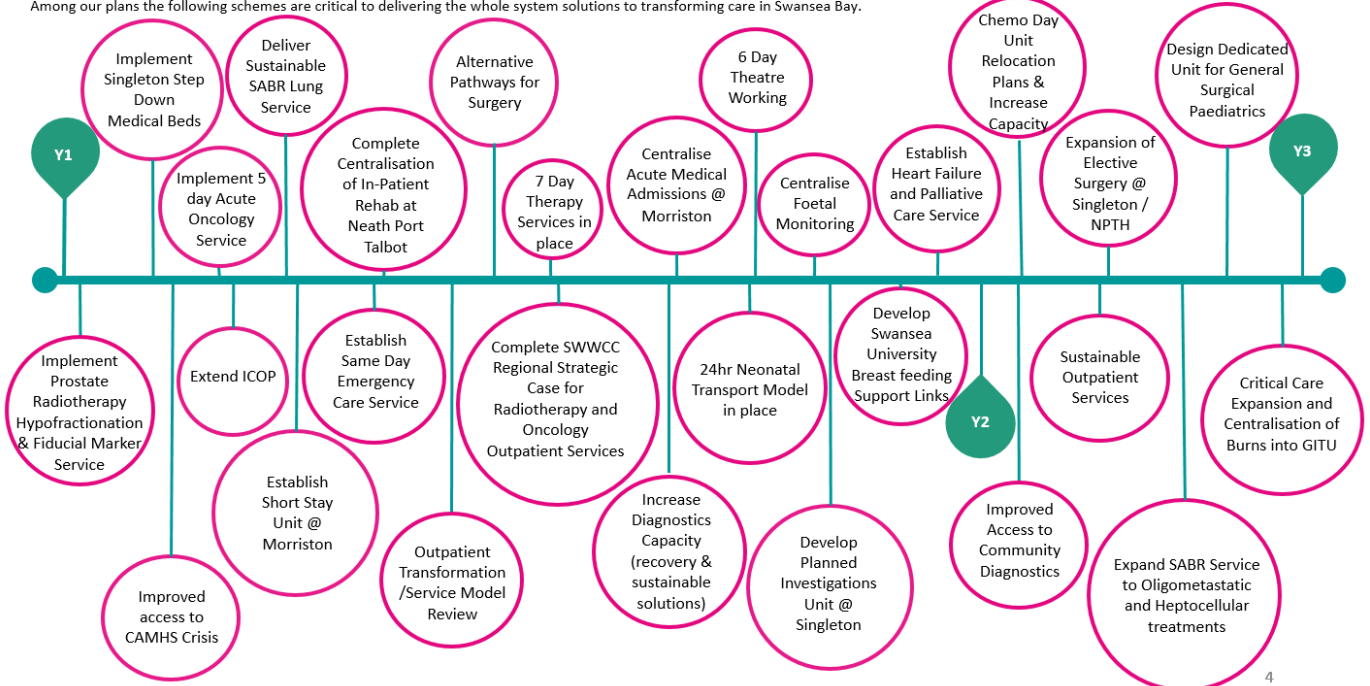 Among our plans the following schemes are critical to delivering the whole system solutions to transforming care in Swansea Bay.
Y1
Implement
Singleton Step
Down
Medical Beds
Implement 5
day Acute
Oncology
Service
Deliver
Sustainable
SABR Lung
Service
Complete
Centralisation
of In-Patient
Rehab at
Neath Port
Talbot
Alternative
Pathways for
Surgery
7 Day
Therapy
Services in
place
Centralise
Acute Medical
Admissions @
Morriston
6 Day
Theatre
Working
Centralise
Foetal
Monitoring
Establish
Heart Failure
and Palliative
Care Service
Chemo Day
Unit
Relocation
Plans &
Increase
Capacity
Expansion of
Elective
Surgery @
Singleton /
NPTH
Design Dedicated
Unit for General
Surgical
Paediatrics
Y3
Implement
Prostate
Radiotherapy
Hypofractionation
& Fiducial Marker
Service
Improved
access to
CAMHS Crisis
Extend ICOP
Establish
Short Stay
Unit @
Morriston
Establish
Same Day
Emergency
Care Service
Outpatient
Transformation
/Service Model
Review
Complete SWWCC
Regional Strategic
Case for
Radiotherapy and
Oncology
Outpatient Services
Increase
Diagnostics
Capacity
(recovery &
sustainable
solutions)
24hr Neonatal
Transport Model
in place
Develop
Planned
Investigations
Unit @
Singleton
Develop
Swansea
University
Breast feeding
Support Links
Y2
Improved
Access to
Community
Diagnostics
Sustainable
Outpatient
Services
Expand SABR Service
to Oligometastatic
and Heptocellular
treatments
Critical Care
Expansion and
Centralisation of
Burns into GITU
4